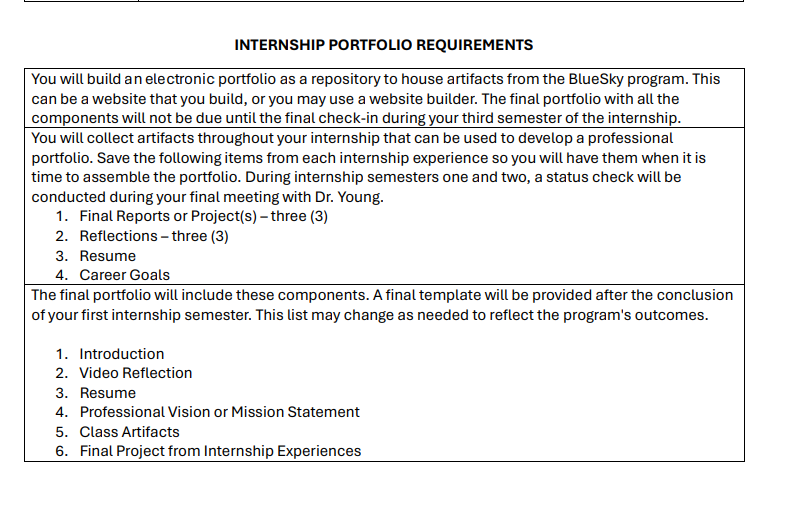 INTERNSHIP PORTFOLIO REQUIREMENTS
You will build an electronic portfolio as a repository to house artifacts from the BlueSky program. This
can be a website that you build, or you may use a website builder. The final portfolio with all the
components will not be due until the final check-in during your third semester of the internship.
You will collect artifacts throughout your internship that can be used to develop a professional
portfolio. Save the following items from each internship experience so you will have them when it is
time to assemble the portfolio. During internship semesters one and two, a status check will be
conducted during your final meeting with Dr. Young.
1. Final Reports or Project(s) – three (3)
2. Reflections – three (3)
3. Resume
4. Career Goals
The final portfolio will include these components. A final template will be provided after the conclusion
of your first internship semester. This list may change as needed to reflect the program's outcomes.
1. Introduction
2. Video Reflection
3. Resume
4. Professional Vision or Mission Statement
5. Class Artifacts
6. Final Project from Internship Experiences